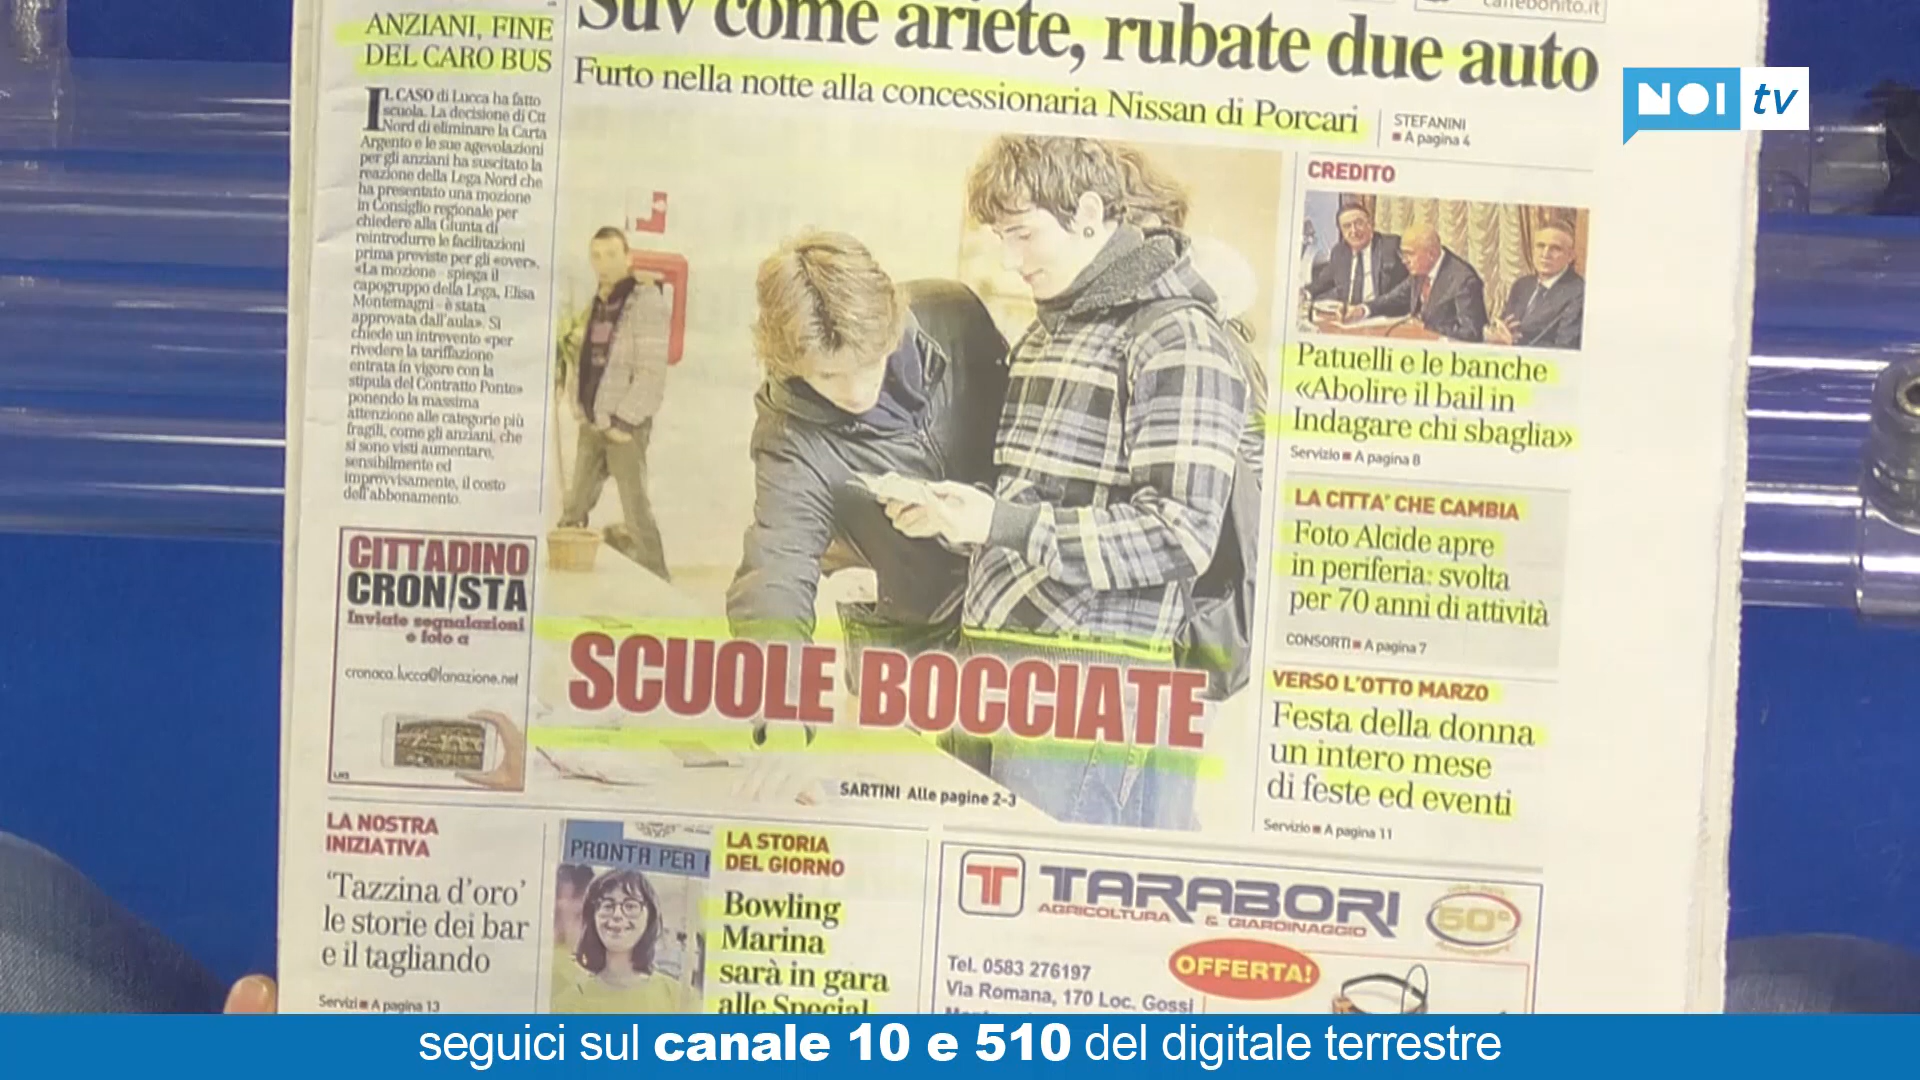 caffebonito.it
ANZIANI, FINE
DEL CARO BUS
IL CASO di Lucca ha fatto
scuola. La decisione di Ctt
Nord di eliminare la Carta
Argento e le sue agevolazioni
per gli anziani ha suscitato la
reazione della Lega Nord che
ha presentato una mozione
in Consiglio regionale per
chiedere alla Giunta di
reintrodurre le facilitazioni
prima previste per gli «over».
«La mozione - spiega il
capogruppo della Lega, Elisa
Montemagni - è stata
approvata dall'aula». Si
chiede un intrevento «per
rivedere la tariffazione
entrata in vigore con la
stipula del Contratto Ponte»
ponendo la massima
attenzione alle categorie più
fragili, come gli anziani, che
si sono visti aumentare,
sensibilmente ed
improvvisamente, il costo
dell'abbonamento.
CITTADINO
CRONISTA
Inviate segnalazioni
e foto a
cronaca.lucca@lanazione.net
Suv come ariete, rubate due auto
Furto nella notte alla concessionaria Nissan di Porcari
STEFANINI
■ A pagina 4
SCUOLE BOCCIATE
SARTINI Alle pagine 2-3
CREDITO
Patuelli e le banche
«Abolire il bail in
Indagare chi sbaglia»
Servizio ■ A pagina 8
LA CITTA' CHE CAMBIA
Foto Alcide apre
in periferia: svolta
per 70 anni di attività
CONSORTI ■ A pagina 7
VERSO L'OTTO MARZO
Festa della donna
un intero mese
di feste ed eventi
Servizio ■ A pagina 11
LA NOSTRA
INIZIATIVA
'Tazzina d'oro'
le storie dei bar
e il tagliando
Servizi ■ A pagina 13
PRONTA PER
LA STORIA
DEL GIORNO
Bowling
Marina
sarà in gara
alle Special
T TARABORI
AGRICOLTURA & GIARDINAGGIO
50°
Tel. 0583 276197
Via Romana, 170 Loc. Gossi
OFFERTA!
NOI tv
seguici sul canale 10 e 510 del digitale terrestre